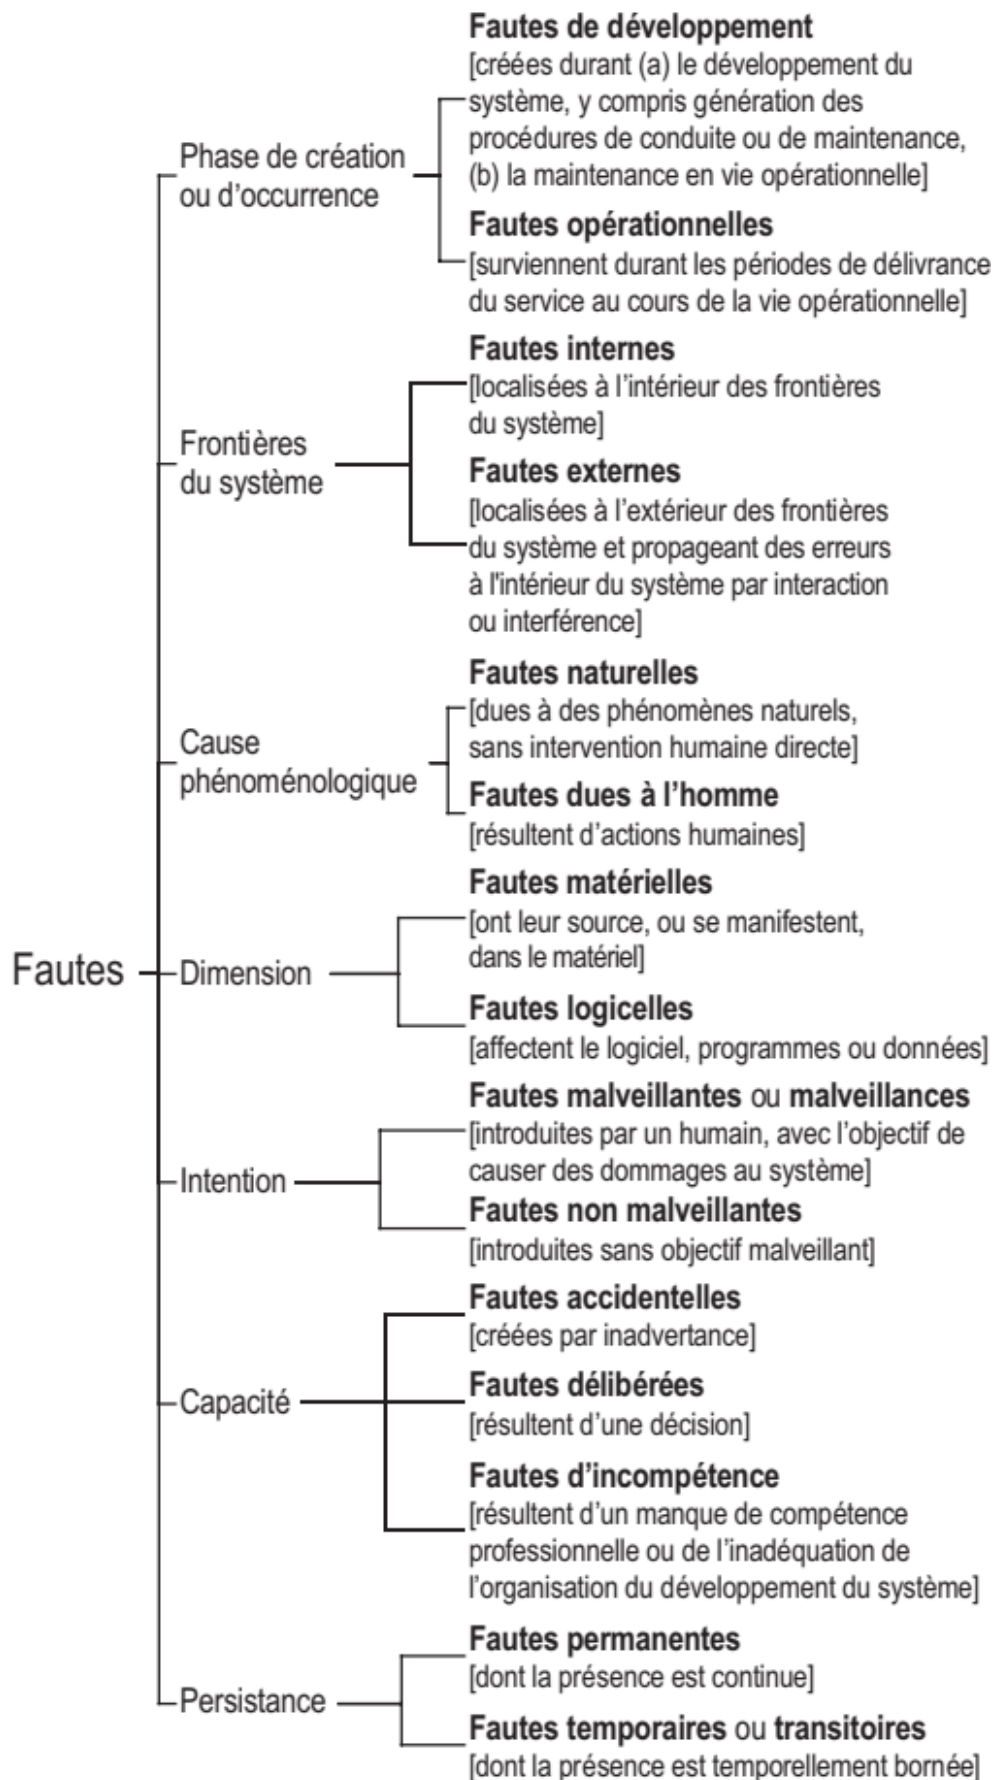 Fautes
Phase de création
ou d’occurrence
Fautes de développement
[créées durant (a) le développement du
système, y compris génération des
procédures de conduite ou de maintenance,
(b) la maintenance en vie opérationnelle]
Fautes opérationnelles
[surviennent durant les périodes de délivrance
du service au cours de la vie opérationnelle]
Frontières
du système
Fautes internes
[localisées à l’intérieur des frontières
du système]
Fautes externes
[localisées à l’extérieur des frontières
du système et propageant des erreurs
à l'intérieur du système par interaction
ou interférence]
Cause
phénoménologique
Fautes naturelles
[dues à des phénomènes naturels,
sans intervention humaine directe]
Fautes dues à l’homme
[résultent d’actions humaines]
Dimension
Fautes matérielles
[ont leur source, ou se manifestent,
dans le matériel]
Fautes logicelles
[affectent le logiciel, programmes ou données]
Intention
Fautes malveillantes ou malveillances
[introduites par un humain, avec l’objectif de
causer des dommages au système]
Fautes non malveillantes
[introduites sans objectif malveillant]
Capacité
Fautes accidentelles
[créées par inadvertance]
Fautes délibérées
[résultent d’une décision]
Fautes d’incompétence
[résultent d’un manque de compétence
professionnelle ou de l’inadéquation de
l’organisation du développement du système]
Persistance
Fautes permanentes
[dont la présence est continue]
Fautes temporaires ou transitoires
[dont la présence est temporellement bornée]